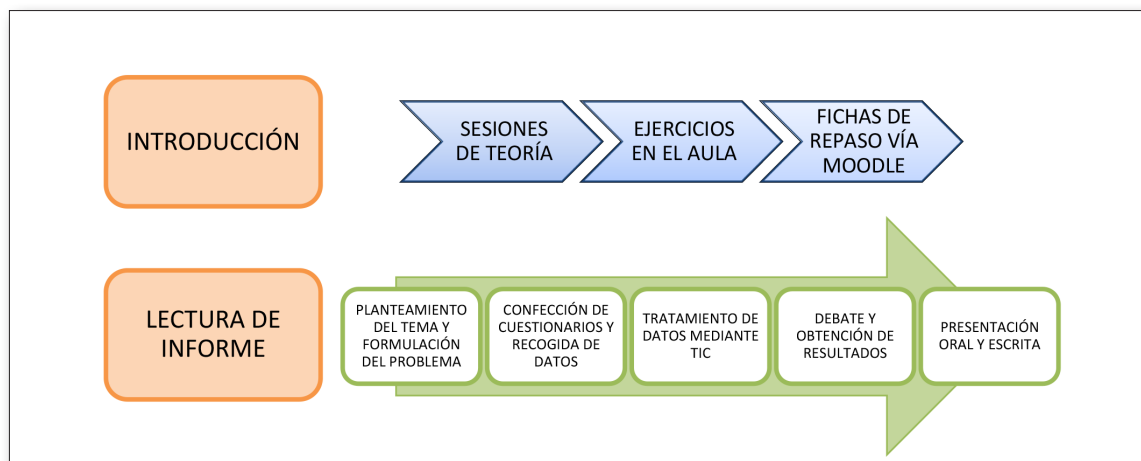 INTRODUCCIÓN
SESIONES
DE TEORÍA
EJERCICIOS
EN EL AULA
FICHAS DE
REPASO VÍA
MOODLE
LECTURA DE
INFORME
PLANTEAMIENTO
DEL TEMA Y
FORMULACIÓN
DEL PROBLEMA
CONFECCIÓN DE
CUESTIONARIOS Y
RECOGIDA DE
DATOS
TRATAMIENTO DE
DATOS MEDIANTE
TIC
DEBATE Y
OBTENCIÓN DE
RESULTADOS
PRESENTACIÓN
ORAL Y ESCRITA